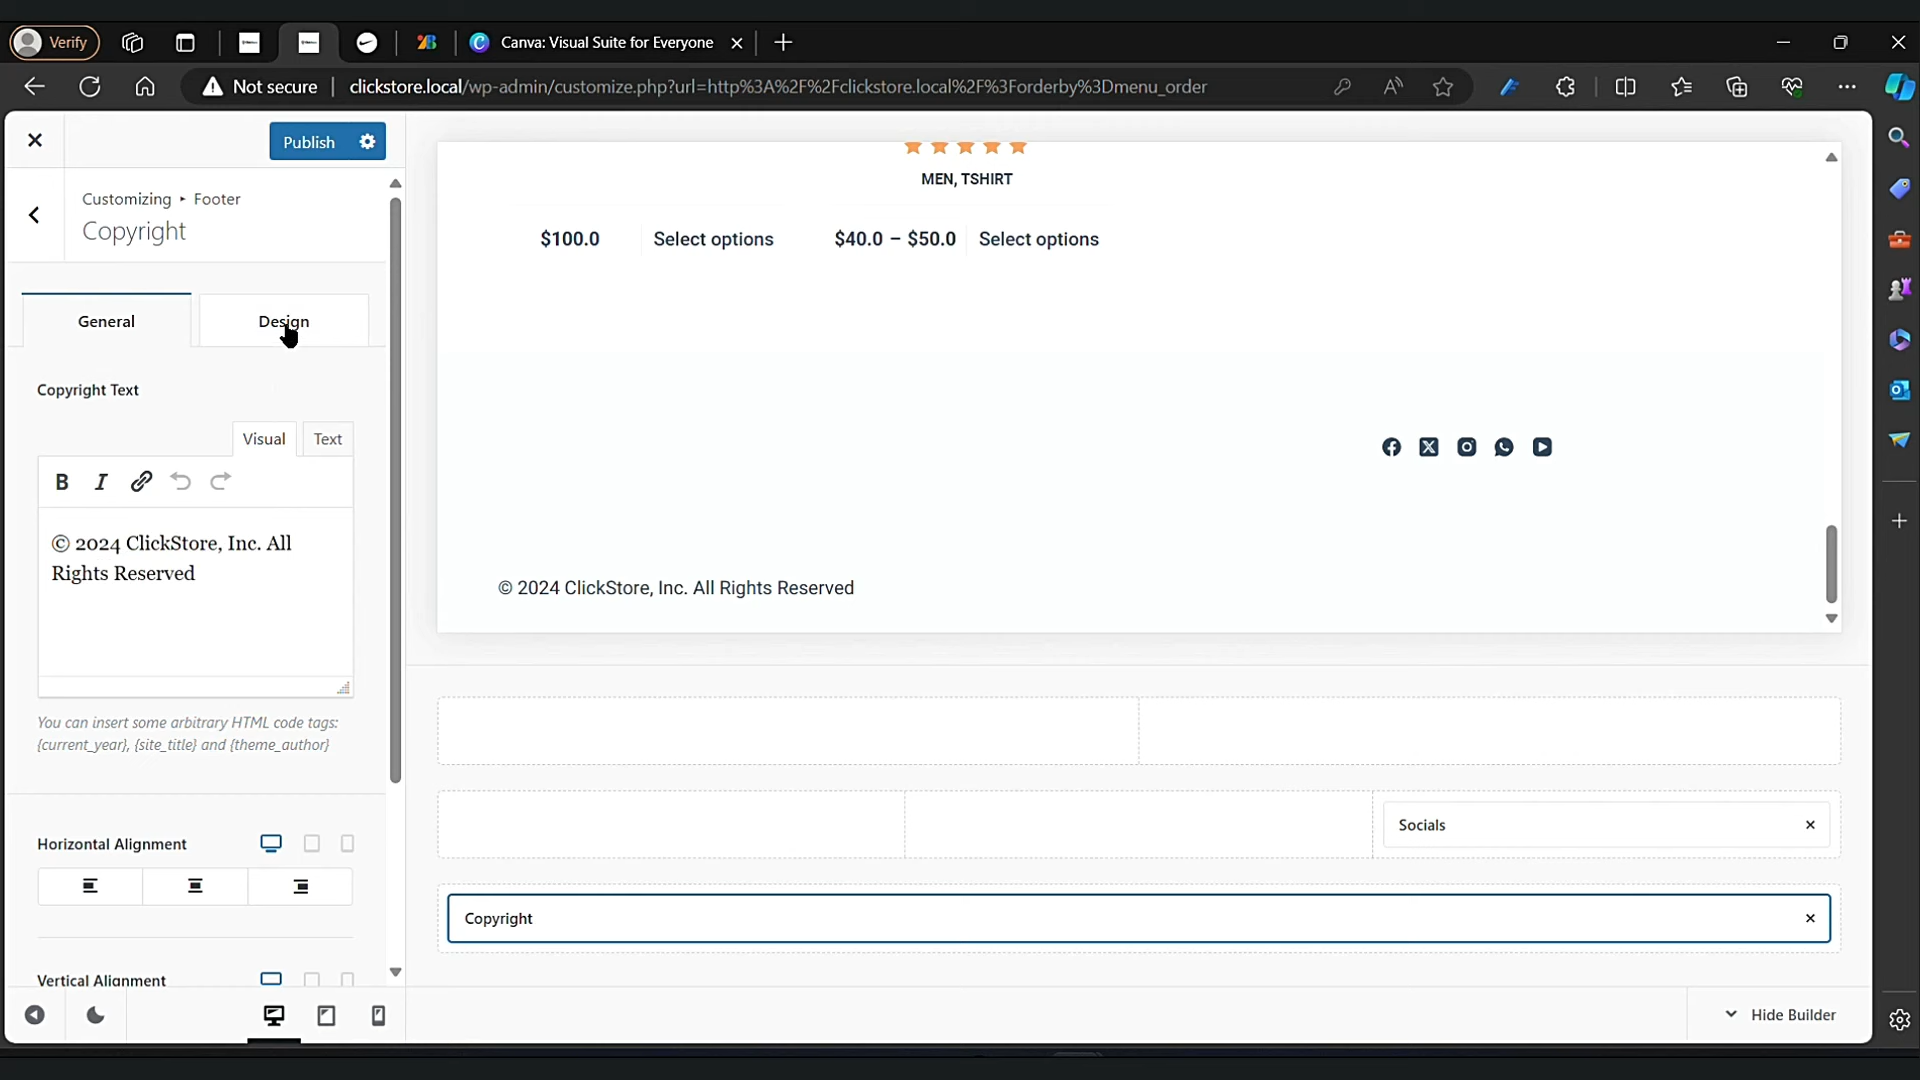 Verify
Canva: Visual Suite for Everyone
Not secure
clickstore.local/wp-admin/customize.php?url=http%3A%2F%2Fclickstore.local%2F%3Forderby%3Dmenu_order
Publish
Customizing ▸ Footer
Copyright
General
Design
Copyright Text
Visual
Text
B I
© 2024 ClickStore, Inc. All
Rights Reserved
You can insert some arbitrary HTML code tags:
{current_year}, {site_title} and {theme_author}
Horizontal Alignment
Vertical Alignment
MEN, TSHIRT
$100.0
Select options
$40.0 – $50.0
Select options
© 2024 ClickStore, Inc. All Rights Reserved
Socials
Copyright
Hide Builder